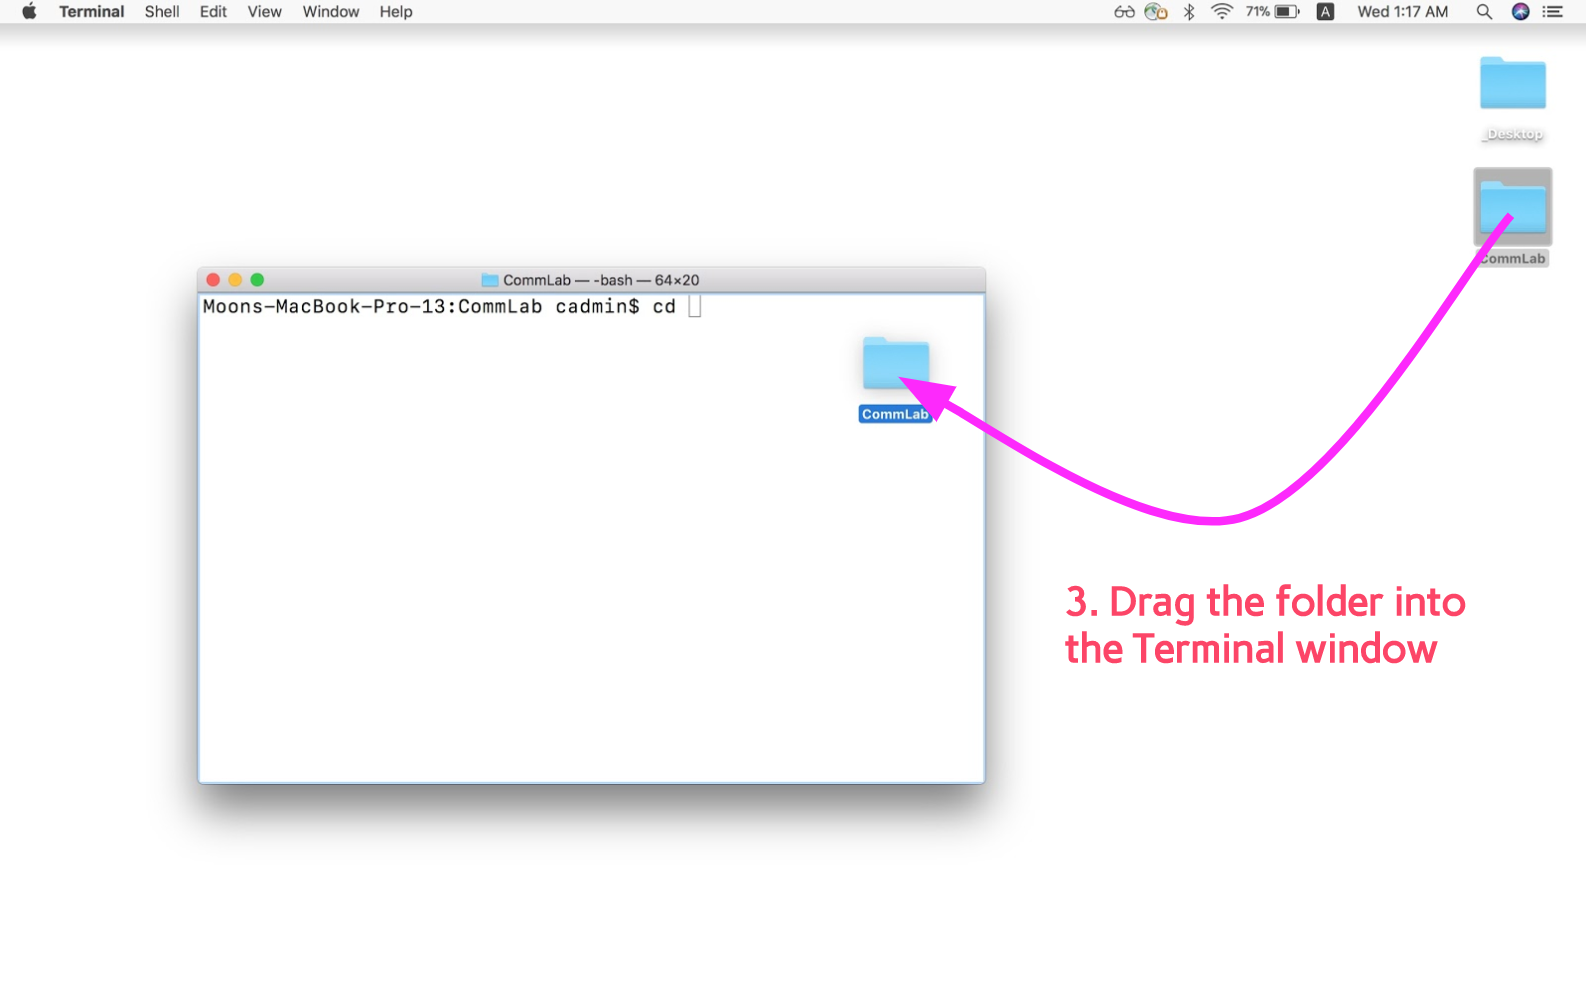 Terminal Shell Edit View Window Help 71% A Wed 1:17 AM
_Desktop
CommLab
CommLab — -bash — 64×20
Moons-MacBook-Pro-13:CommLab cadmin$ cd
CommLab
3. Drag the folder into
the Terminal window